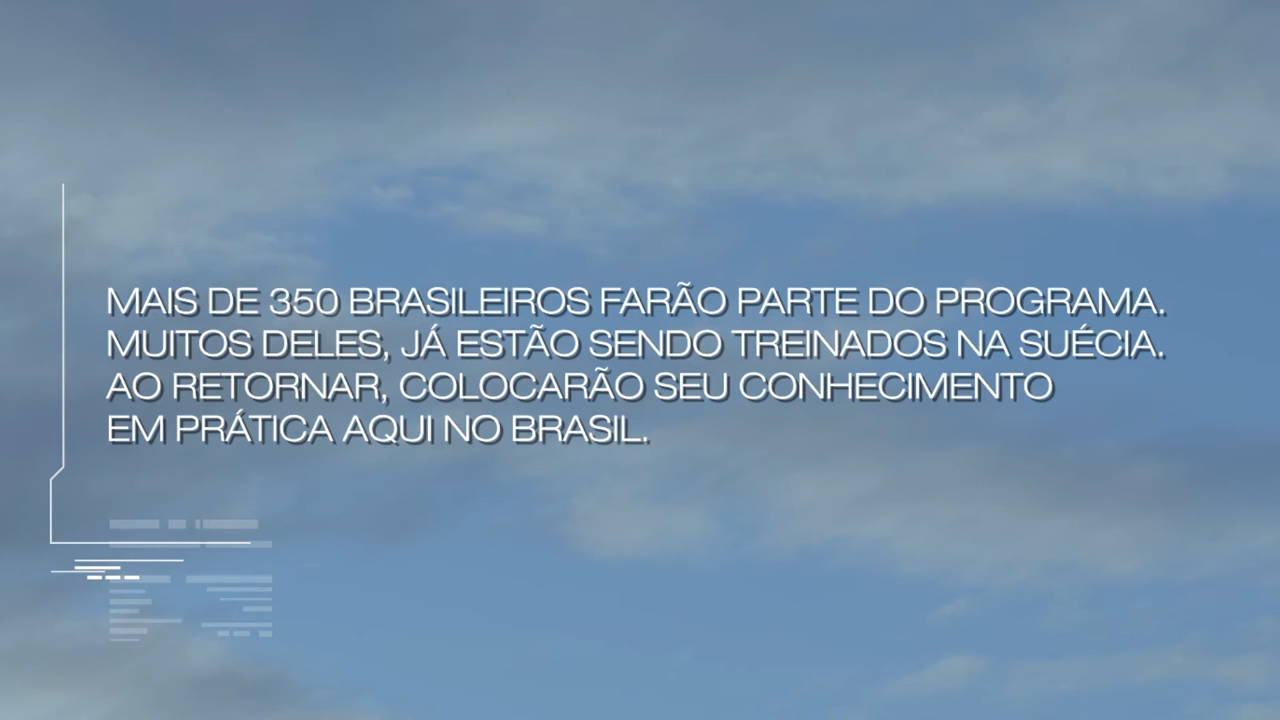 MAIS DE 350 BRASILEIROS FARÃO PARTE DO PROGRAMA.
MUITOS DELES, JÁ ESTÃO SENDO TREINADOS NA SUÉCIA.
AO RETORNAR, COLOCARÃO SEU CONHECIMENTO
EM PRÁTICA AQUI NO BRASIL.